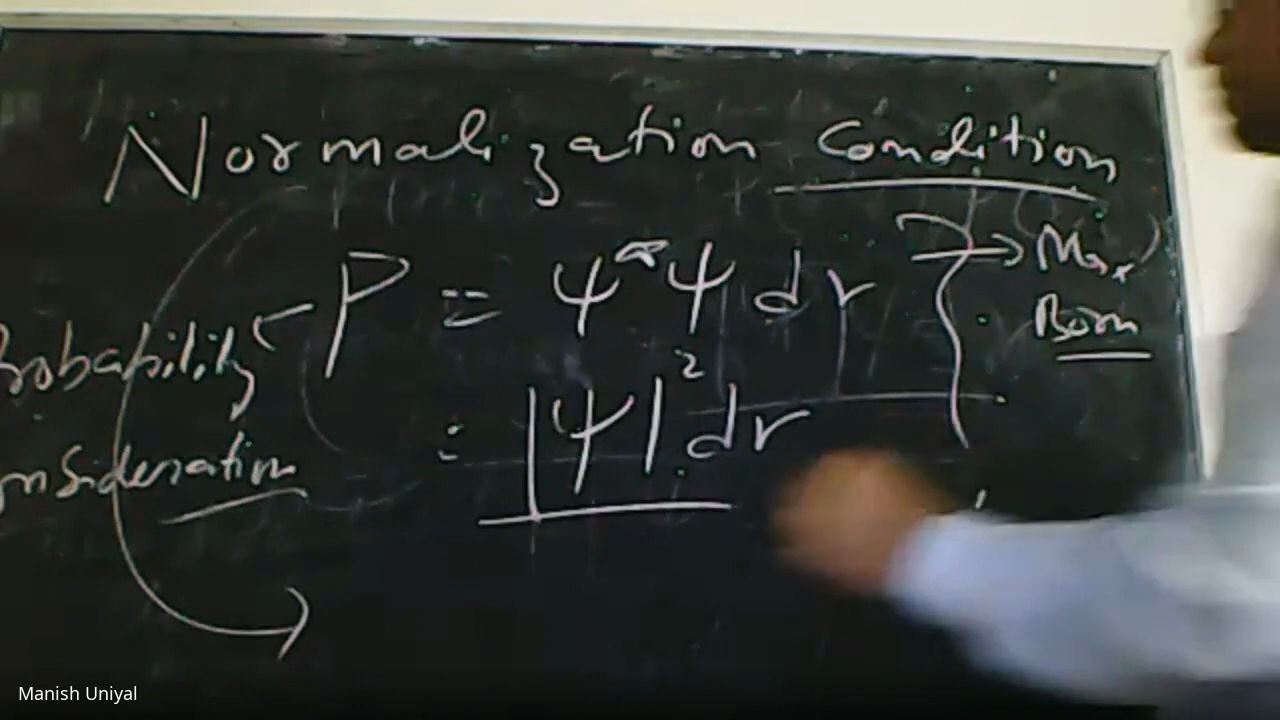 Normalization Condition
P = ψ* ψ dr } → Max Born
Probability
= |ψ|² dr
Consideration
Manish Uniyal